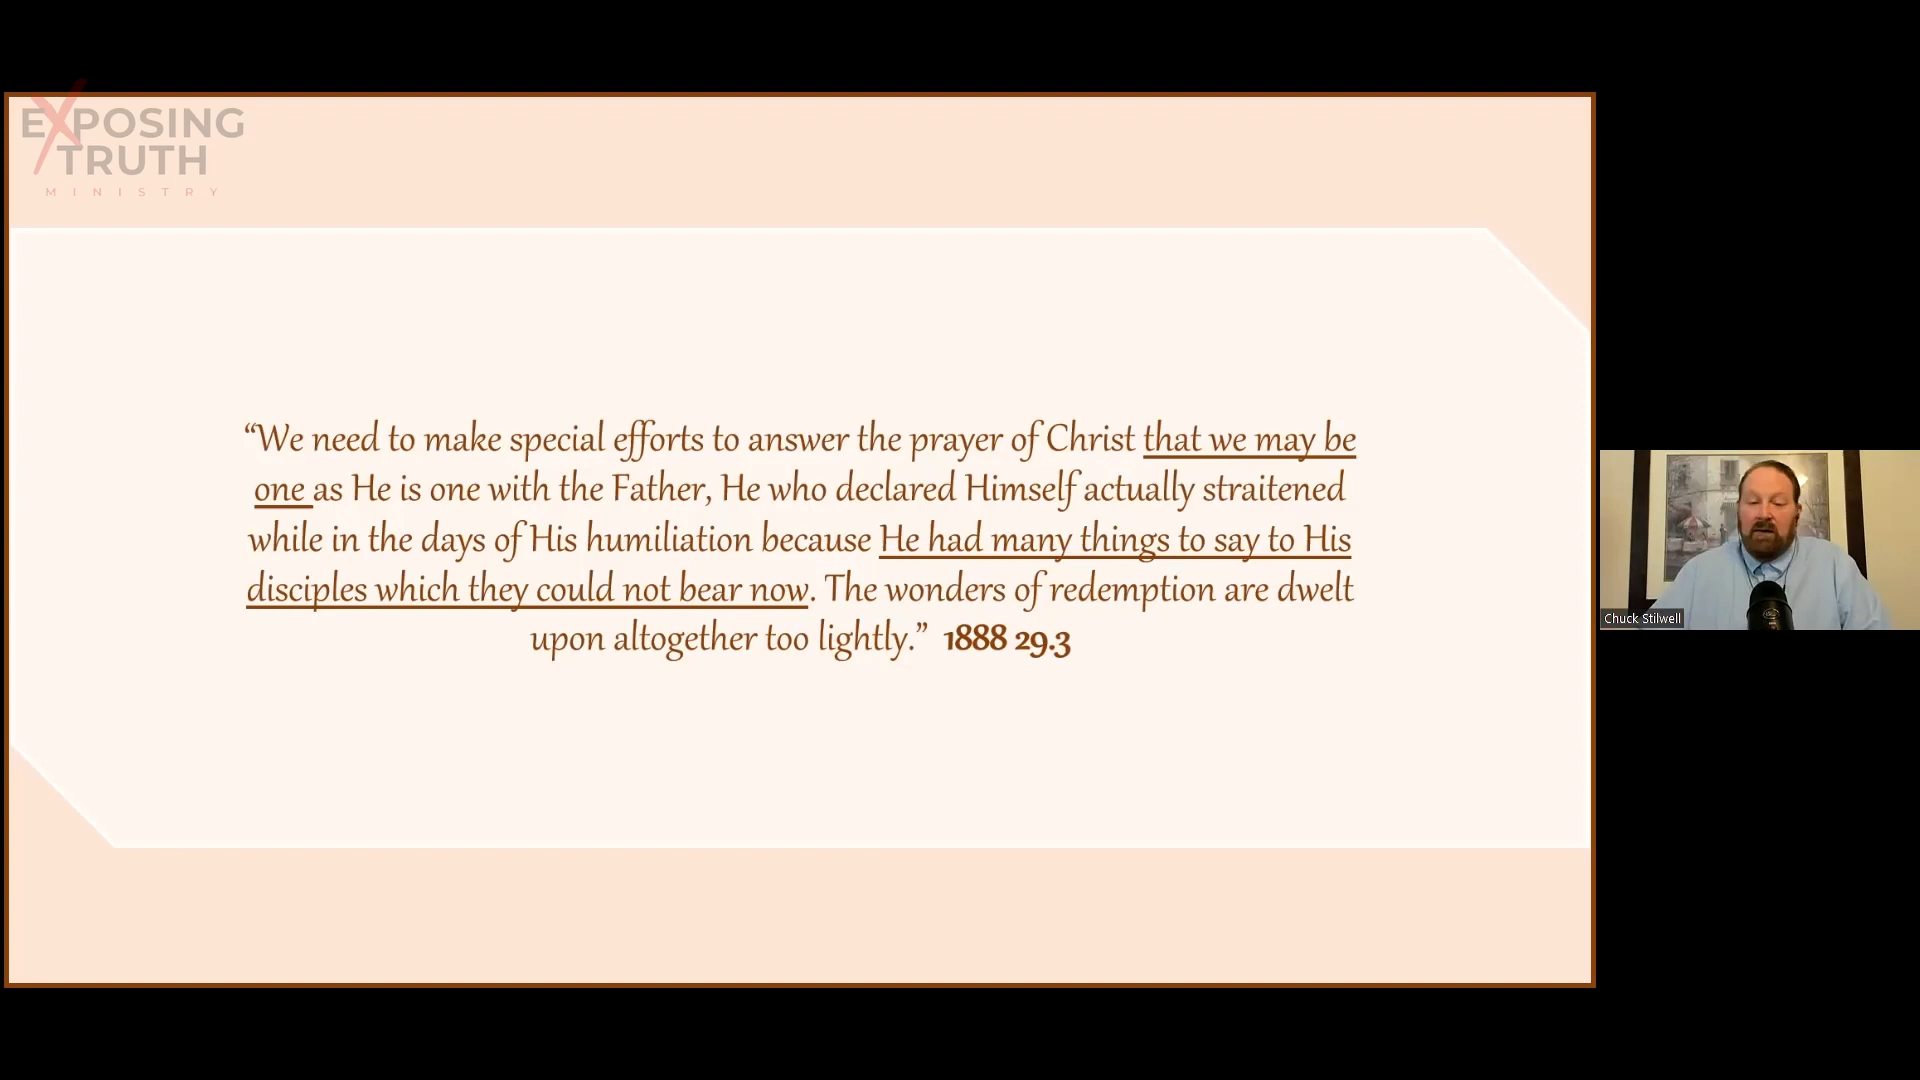 EXPOSING
TRUTH
MINISTRY
“We need to make special efforts to answer the prayer of Christ that we may be
one as He is one with the Father, He who declared Himself actually straitened
while in the days of His humiliation because He had many things to say to His
disciples which they could not bear now. The wonders of redemption are dwelt
upon altogether too lightly.” 1888 29.3
Chuck Stilwell